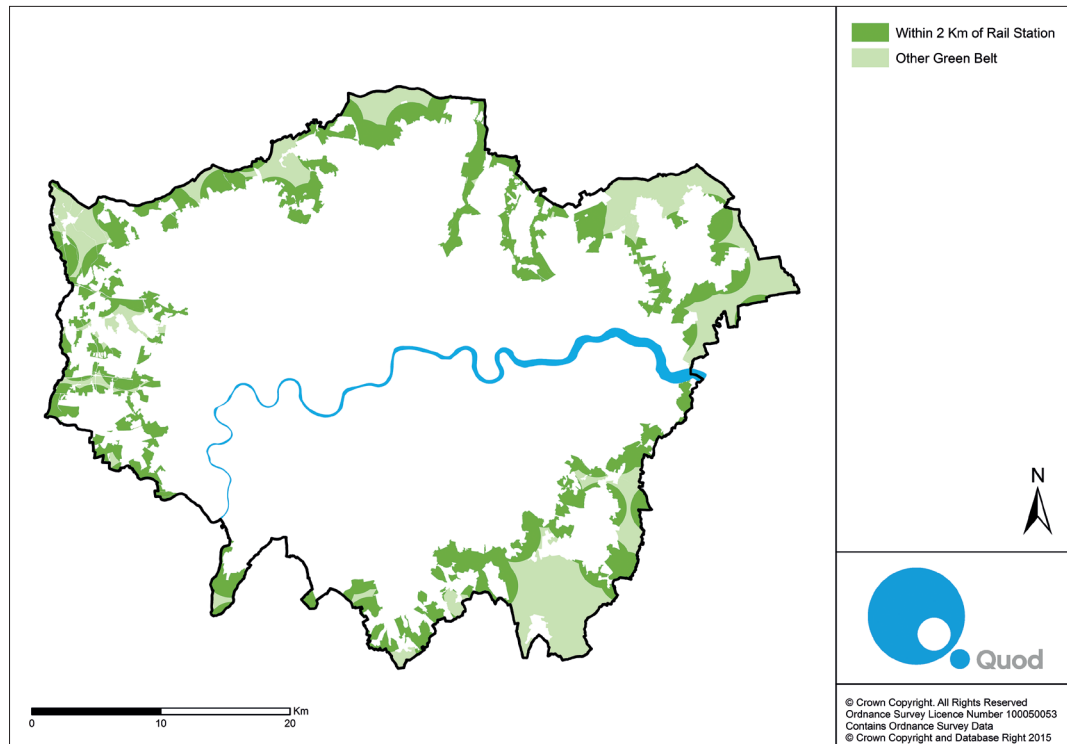 Within 2 Km of Rail Station
Other Green Belt
N
Quod
Km
0 10 20
© Crown Copyright. All Rights Reserved
Ordnance Survey Licence Number 100050053
Contains Ordnance Survey Data
© Crown Copyright and Database Right 2015